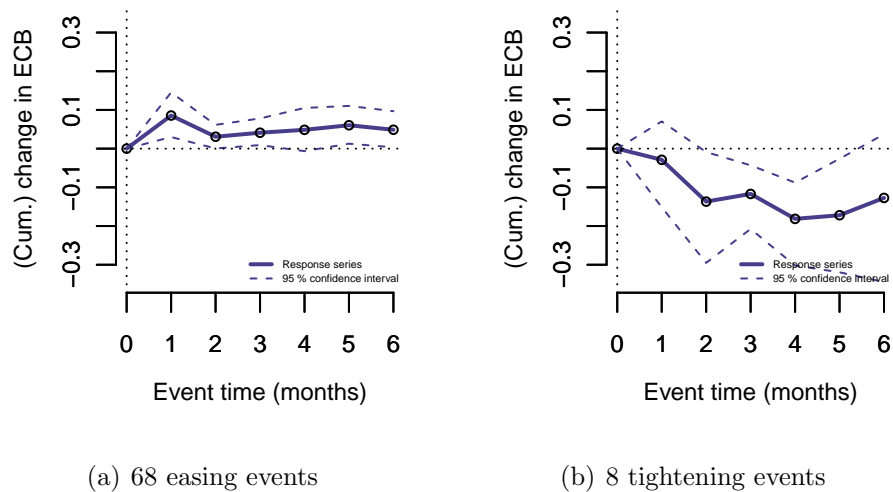 (Cum.) change in ECB
0.3
0.1
−0.1
−0.3
Response series
95 % confidence interval
0 1 2 3 4 5 6
Event time (months)
(a) 68 easing events
(Cum.) change in ECB
0.3
0.1
−0.1
−0.3
Response series
95 % confidence interval
0 1 2 3 4 5 6
Event time (months)
(b) 8 tightening events